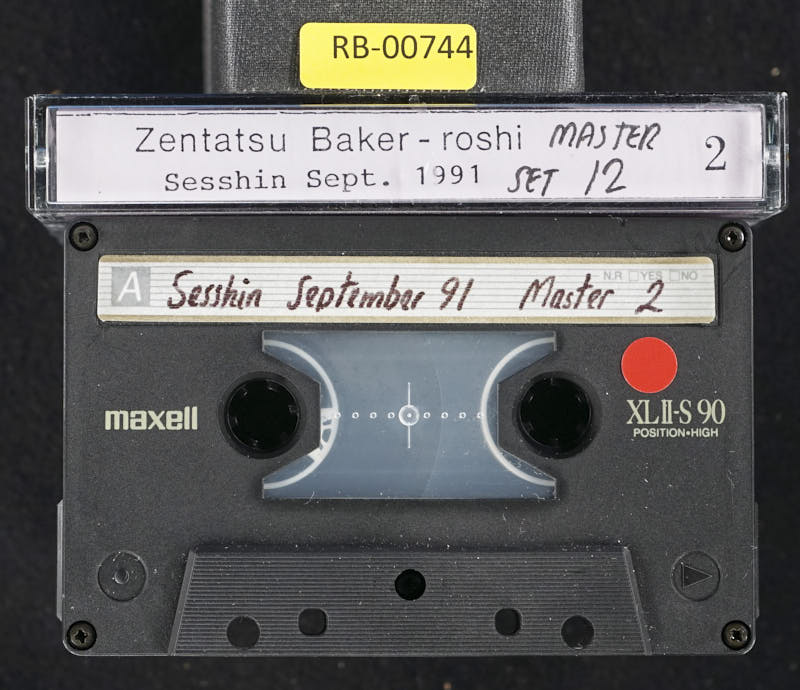 RB-00744
Zentatsu Baker-roshi MASTER 2
Sesshin Sept. 1991 SET 12
A Sesshin September 91 Master 2
N.R □YES □NO
maxell
XLII-S 90
POSITION•HIGH